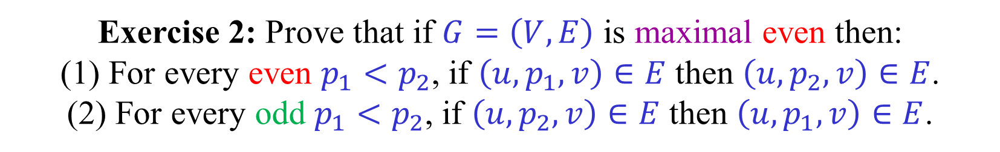 Exercise 2: Prove that if G = (V, E) is maximal even then:
(1) For every even p₁ < p₂, if (u, p₁, v) ∈ E then (u, p₂, v) ∈ E.
(2) For every odd p₁ < p₂, if (u, p₂, v) ∈ E then (u, p₁, v) ∈ E.